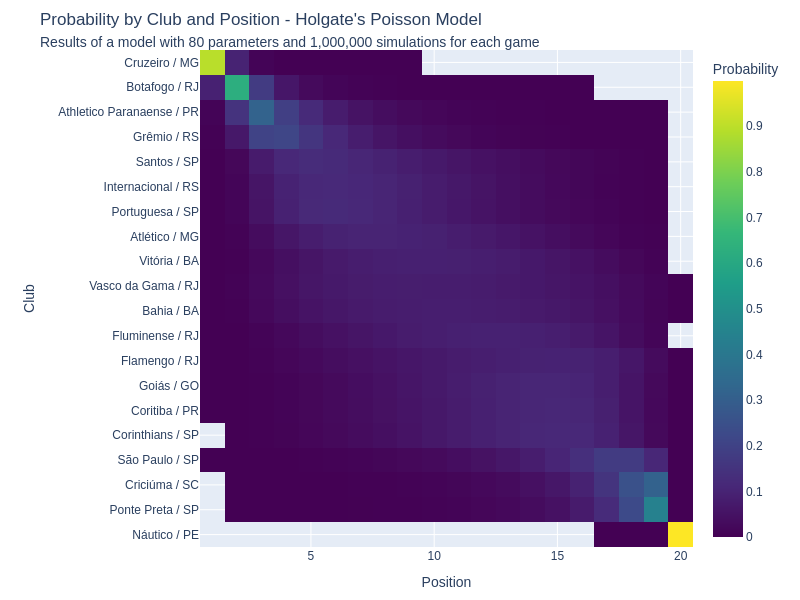 Probability by Club and Position - Holgate's Poisson Model
Results of a model with 80 parameters and 1,000,000 simulations for each game
Probability
Cruzeiro / MG
Botafogo / RJ
Athletico Paranaense / PR
Grêmio / RS
Santos / SP
Internacional / RS
Portuguesa / SP
Atlético / MG
Vitória / BA
Vasco da Gama / RJ
Bahia / BA
Fluminense / RJ
Flamengo / RJ
Goiás / GO
Coritiba / PR
Corinthians / SP
São Paulo / SP
Criciúma / SC
Ponte Preta / SP
Náutico / PE
Club
0.9
0.8
0.7
0.6
0.5
0.4
0.3
0.2
0.1
0
5
10
15
20
Position